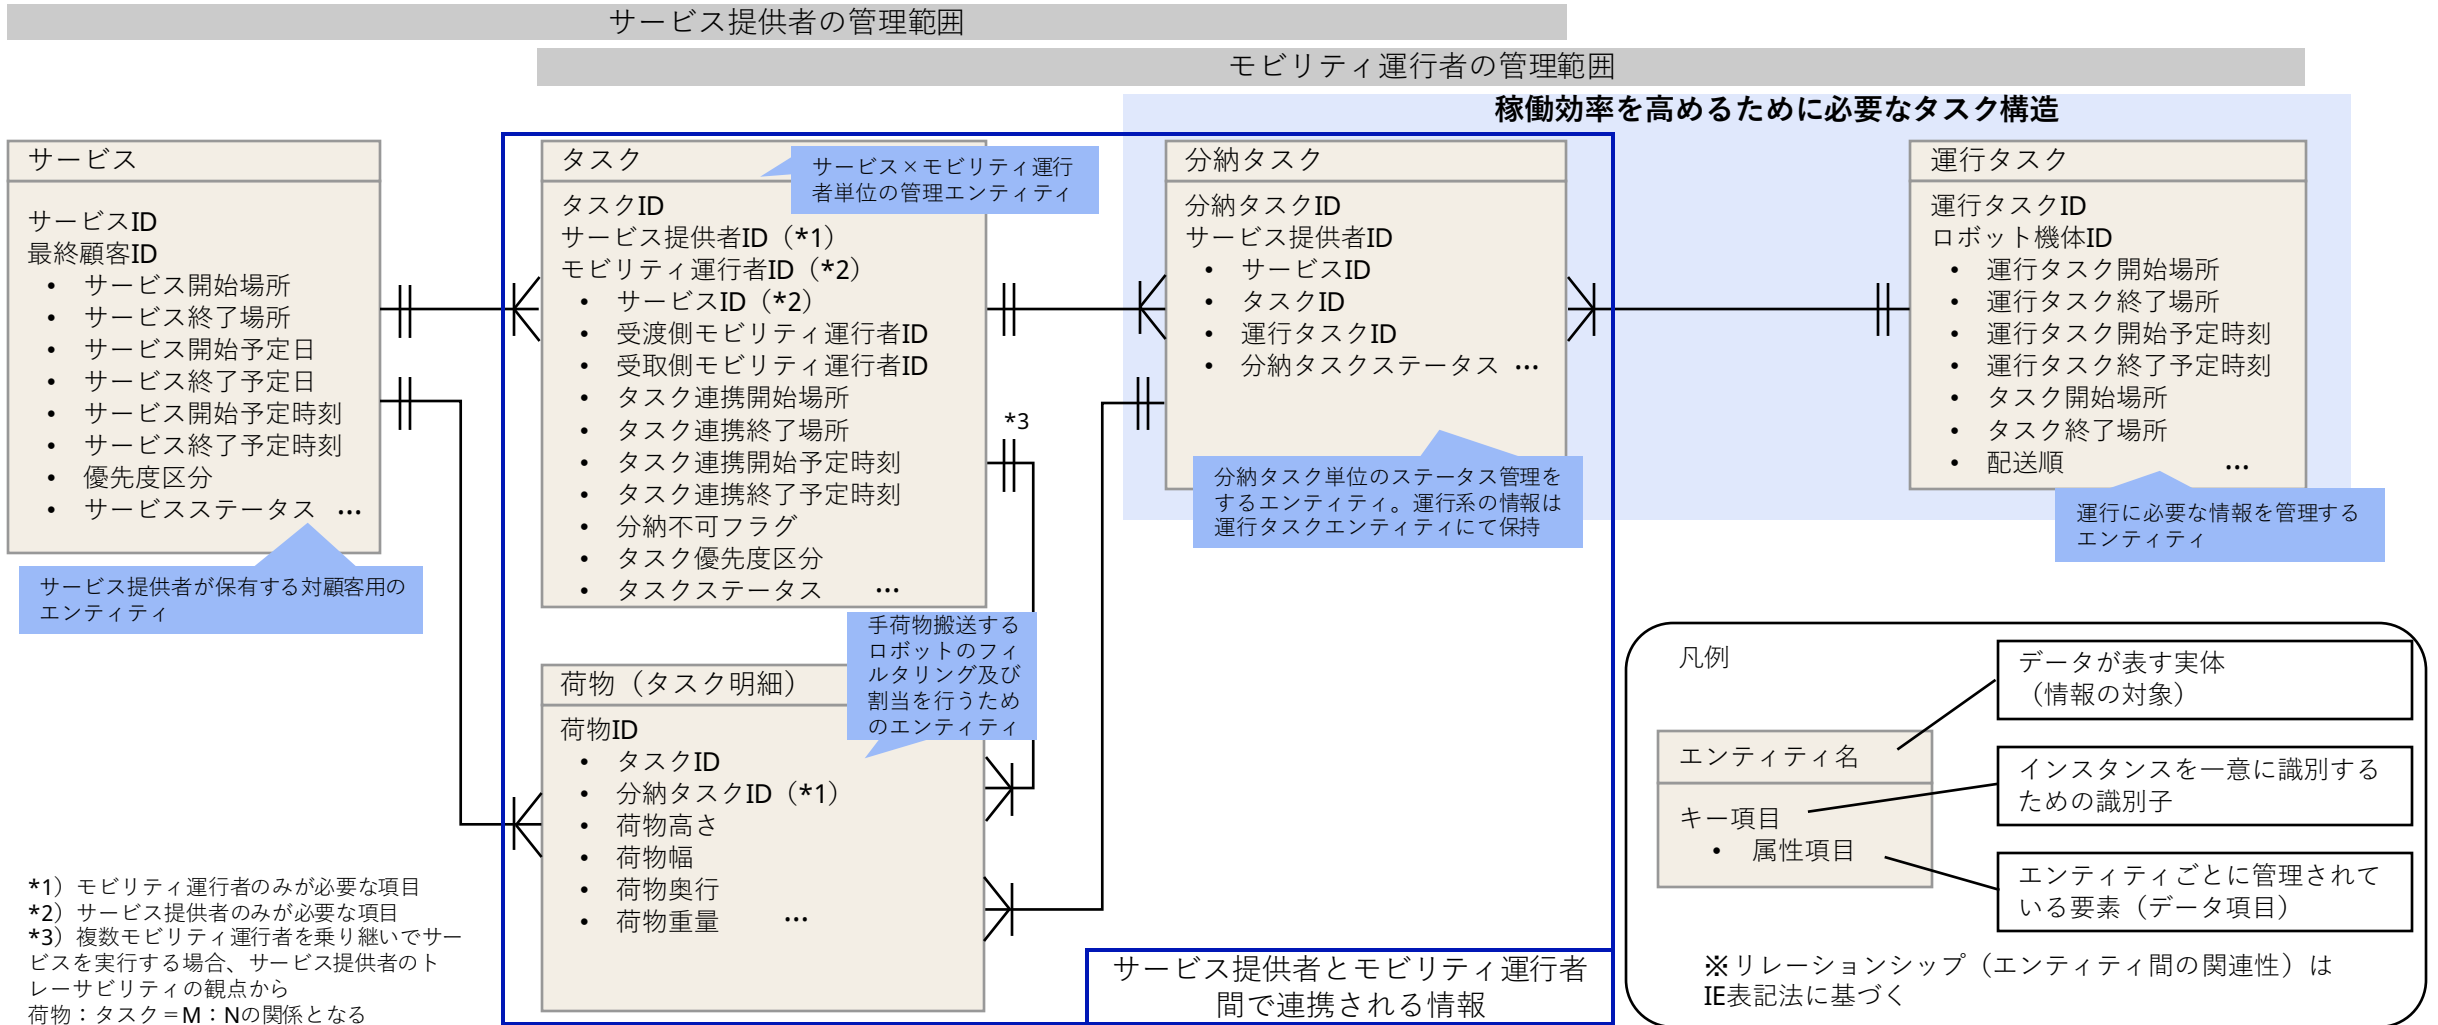 サービス提供者の管理範囲
モビリティ運行者の管理範囲
稼働効率を高めるために必要なタスク構造
サービス
サービスID
最終顧客ID
• サービス開始場所
• サービス終了場所
• サービス開始予定日
• サービス終了予定日
• サービス開始予定時刻
• サービス終了予定時刻
• 優先度区分
• サービスステータス …
サービス提供者が保有する対顧客用の
エンティティ
タスク
サービス×モビリティ運行
者単位の管理エンティティ
タスクID
サービス提供者ID（*1）
モビリティ運行者ID（*2）
• サービスID（*2）
• 受渡側モビリティ運行者ID
• 受取側モビリティ運行者ID
• タスク連携開始場所
• タスク連携終了場所
• タスク連携開始予定時刻
• タスク連携終了予定時刻
• 分納不可フラグ
• タスク優先度区分
• タスクステータス …
*3
分納タスク
分納タスクID
サービス提供者ID
• サービスID
• タスクID
• 運行タスクID
• 分納タスクステータス …
分納タスク単位のステータス管理を
するエンティティ。運行系の情報は
運行タスクエンティティにて保持
運行タスク
運行タスクID
ロボット機体ID
• 運行タスク開始場所
• 運行タスク終了場所
• 運行タスク開始予定時刻
• 運行タスク終了予定時刻
• タスク開始場所
• タスク終了場所
• 配送順 …
運行に必要な情報を管理する
エンティティ
荷物（タスク明細）
手荷物搬送する
ロボットのフィ
ルタリング及び
割当を行うため
のエンティティ
荷物ID
• タスクID
• 分納タスクID（*1）
• 荷物高さ
• 荷物幅
• 荷物奥行
• 荷物重量 …
サービス提供者とモビリティ運行者
間で連携される情報
*1）モビリティ運行者のみが必要な項目
*2）サービス提供者のみが必要な項目
*3）複数モビリティ運行者を乗り継いでサー
ビスを実行する場合、サービス提供者のト
レーサビリティの観点から
荷物：タスク＝M：Nの関係となる
凡例
エンティティ名
キー項目
• 属性項目
データが表す実体
（情報の対象）
インスタンスを一意に識別する
ための識別子
エンティティごとに管理されて
いる要素（データ項目）
※リレーションシップ（エンティティ間の関連性）は
IE表記法に基づく